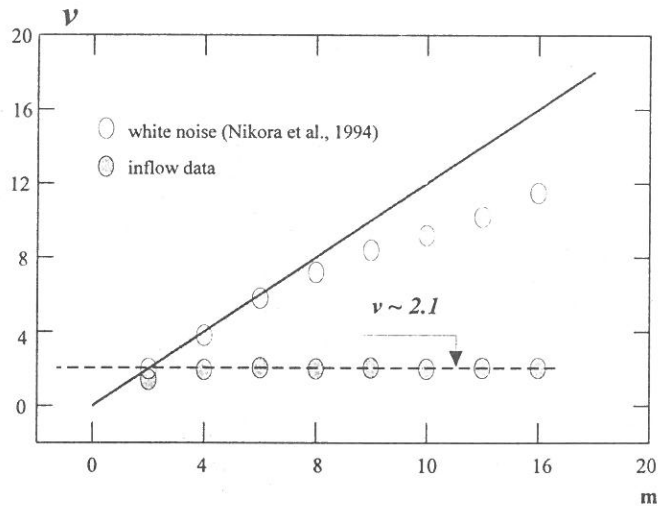 ν
20
16
white noise (Nikora et al., 1994)
inflow data
12
8
ν ~ 2.1
4
0
0 4 8 10 16 20
m